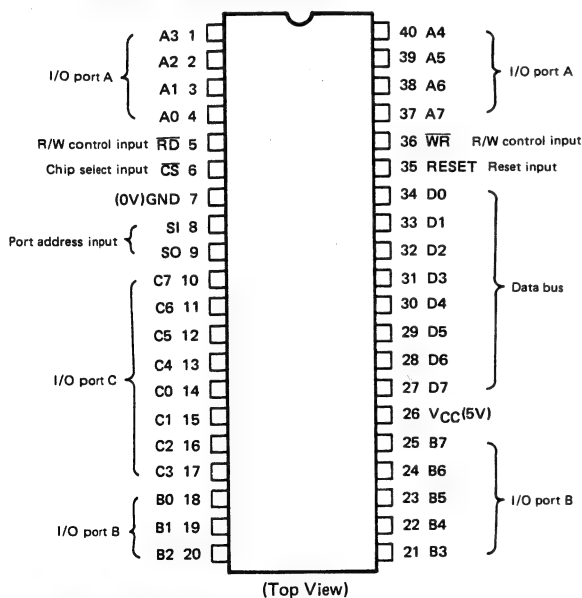 A3 1
A2 2
I/O port A
A1 3
A0 4
R/W control input R̅D̅ 5
Chip select input C̅S̅ 6
(0V)GND 7
SI 8
Port address input
SO 9
C7 10
C6 11
C5 12
C4 13
I/O port C
C0 14
C1 15
C2 16
C3 17
B0 18
I/O port B
B1 19
B2 20
40 A4
39 A5
I/O port A
38 A6
37 A7
36 W̅R̅ R/W control input
35 RESET Reset input
34 D0
33 D1
32 D2
31 D3
Data bus
30 D4
29 D5
28 D6
27 D7
26 VCC(5V)
25 B7
24 B6
I/O port B
23 B5
22 B4
21 B3
(Top View)